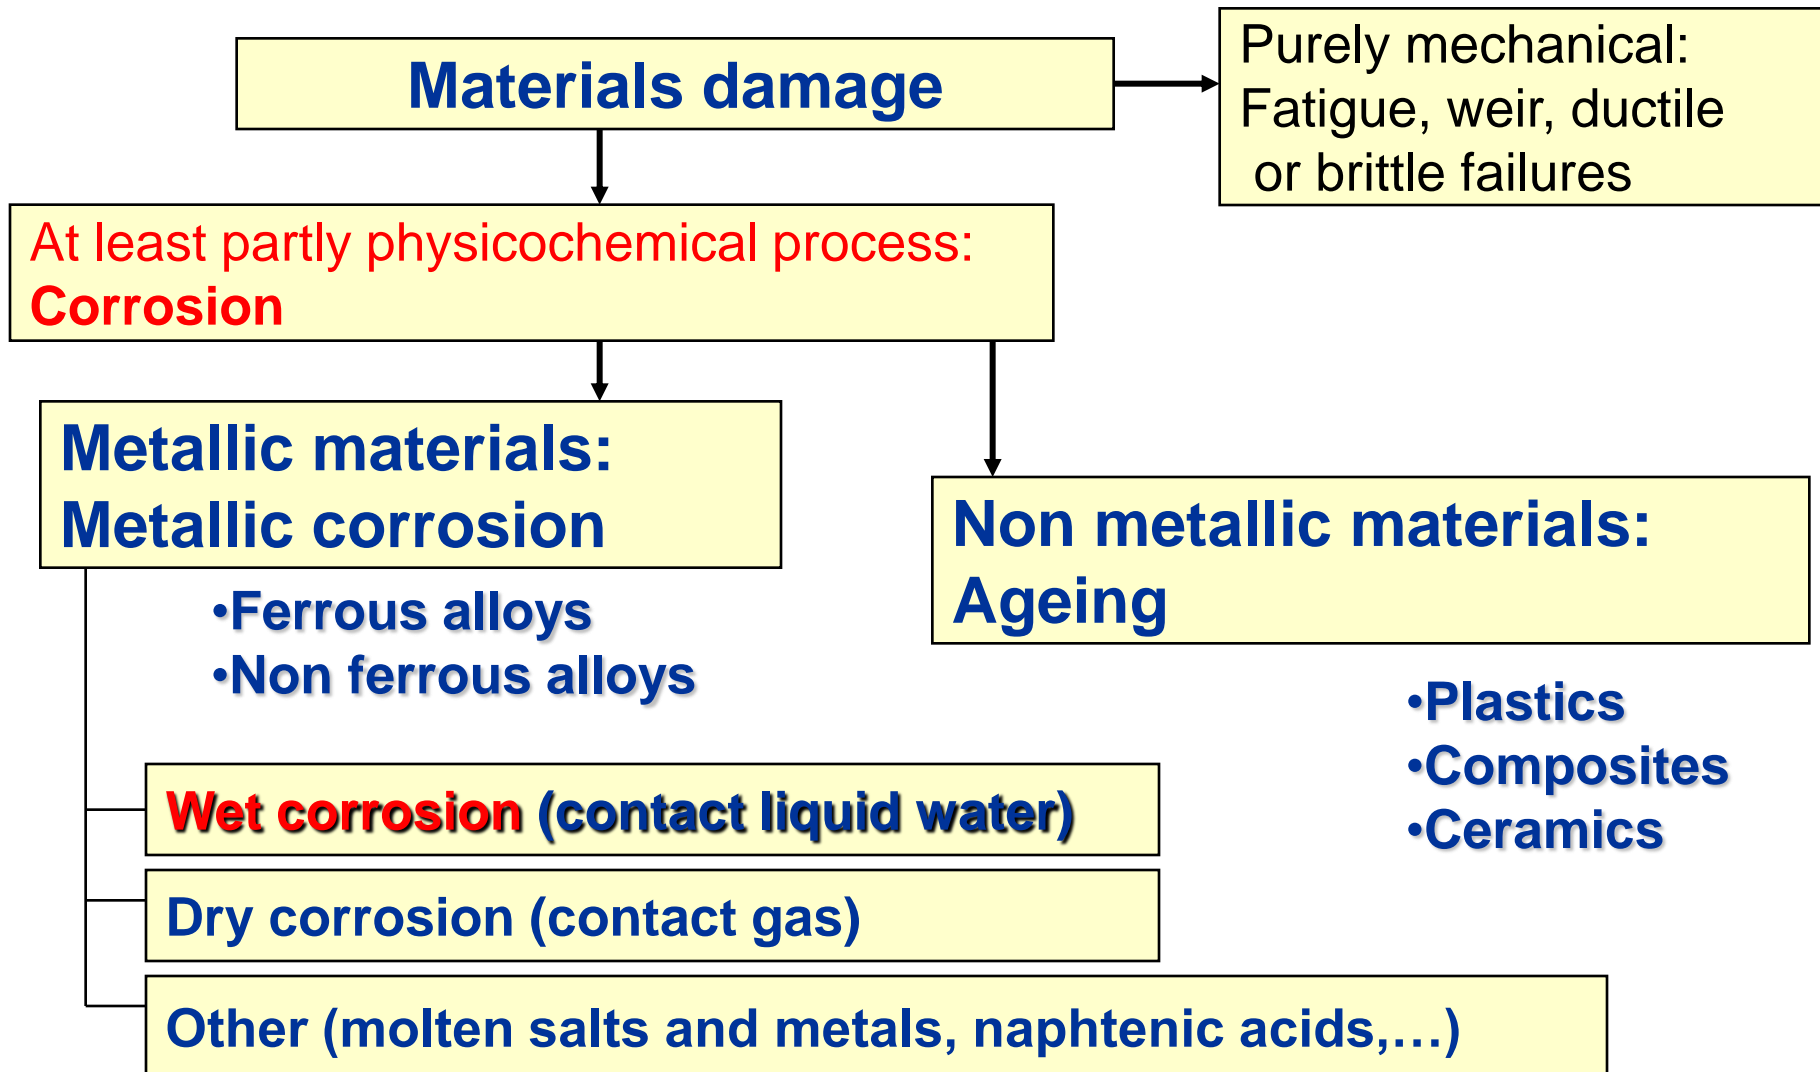 Materials damage
Purely mechanical:
Fatigue, weir, ductile
or brittle failures
At least partly physicochemical process:
Corrosion
Metallic materials:
Metallic corrosion
•Ferrous alloys
•Non ferrous alloys
Non metallic materials:
Ageing
•Plastics
•Composites
•Ceramics
Wet corrosion (contact liquid water)
Dry corrosion (contact gas)
Other (molten salts and metals, naphtenic acids,…)